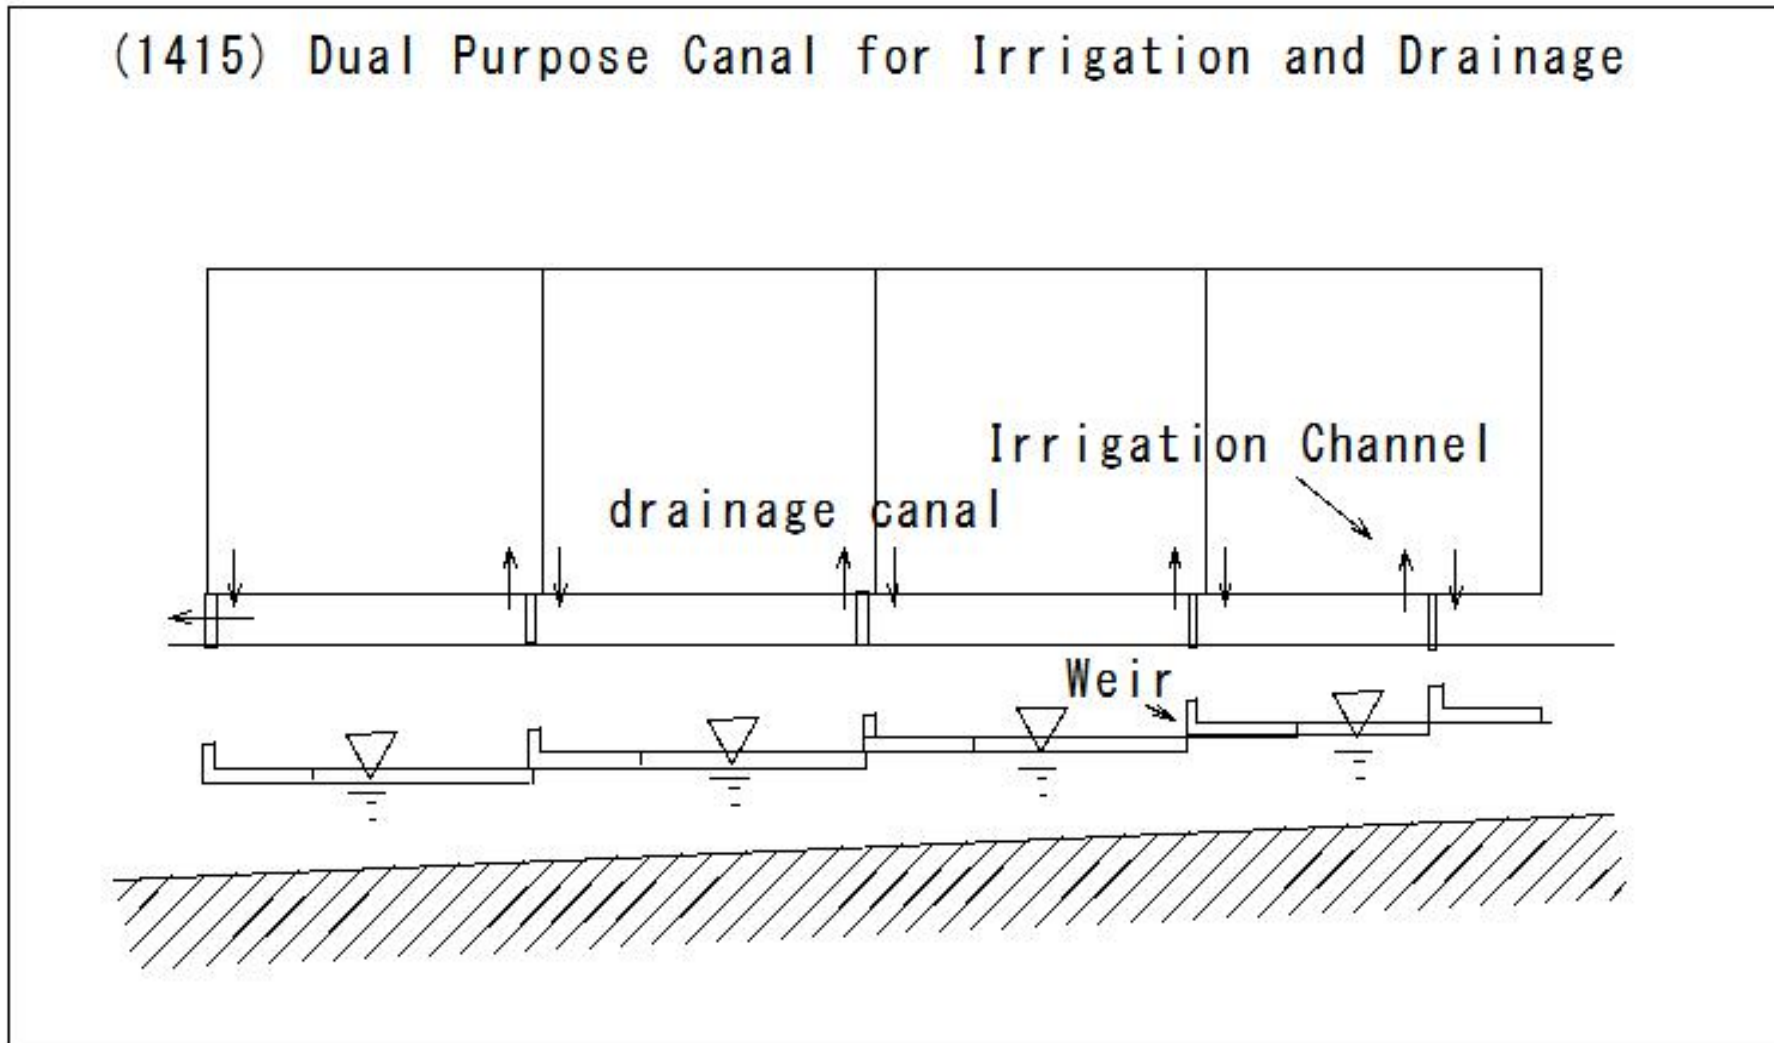 (1415) Dual Purpose Canal for Irrigation and Drainage
Irrigation Channel
drainage canal
Weir